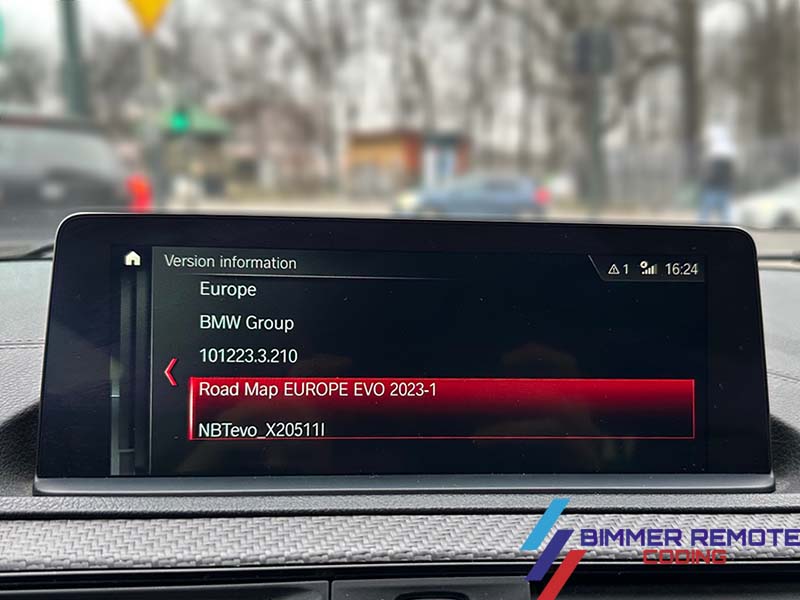 Version information
1 16:24
Europe
BMW Group
101223.3.210
Road Map EUROPE EVO 2023-1
NBTevo_X20511I
BIMMER REMOTE
CODING